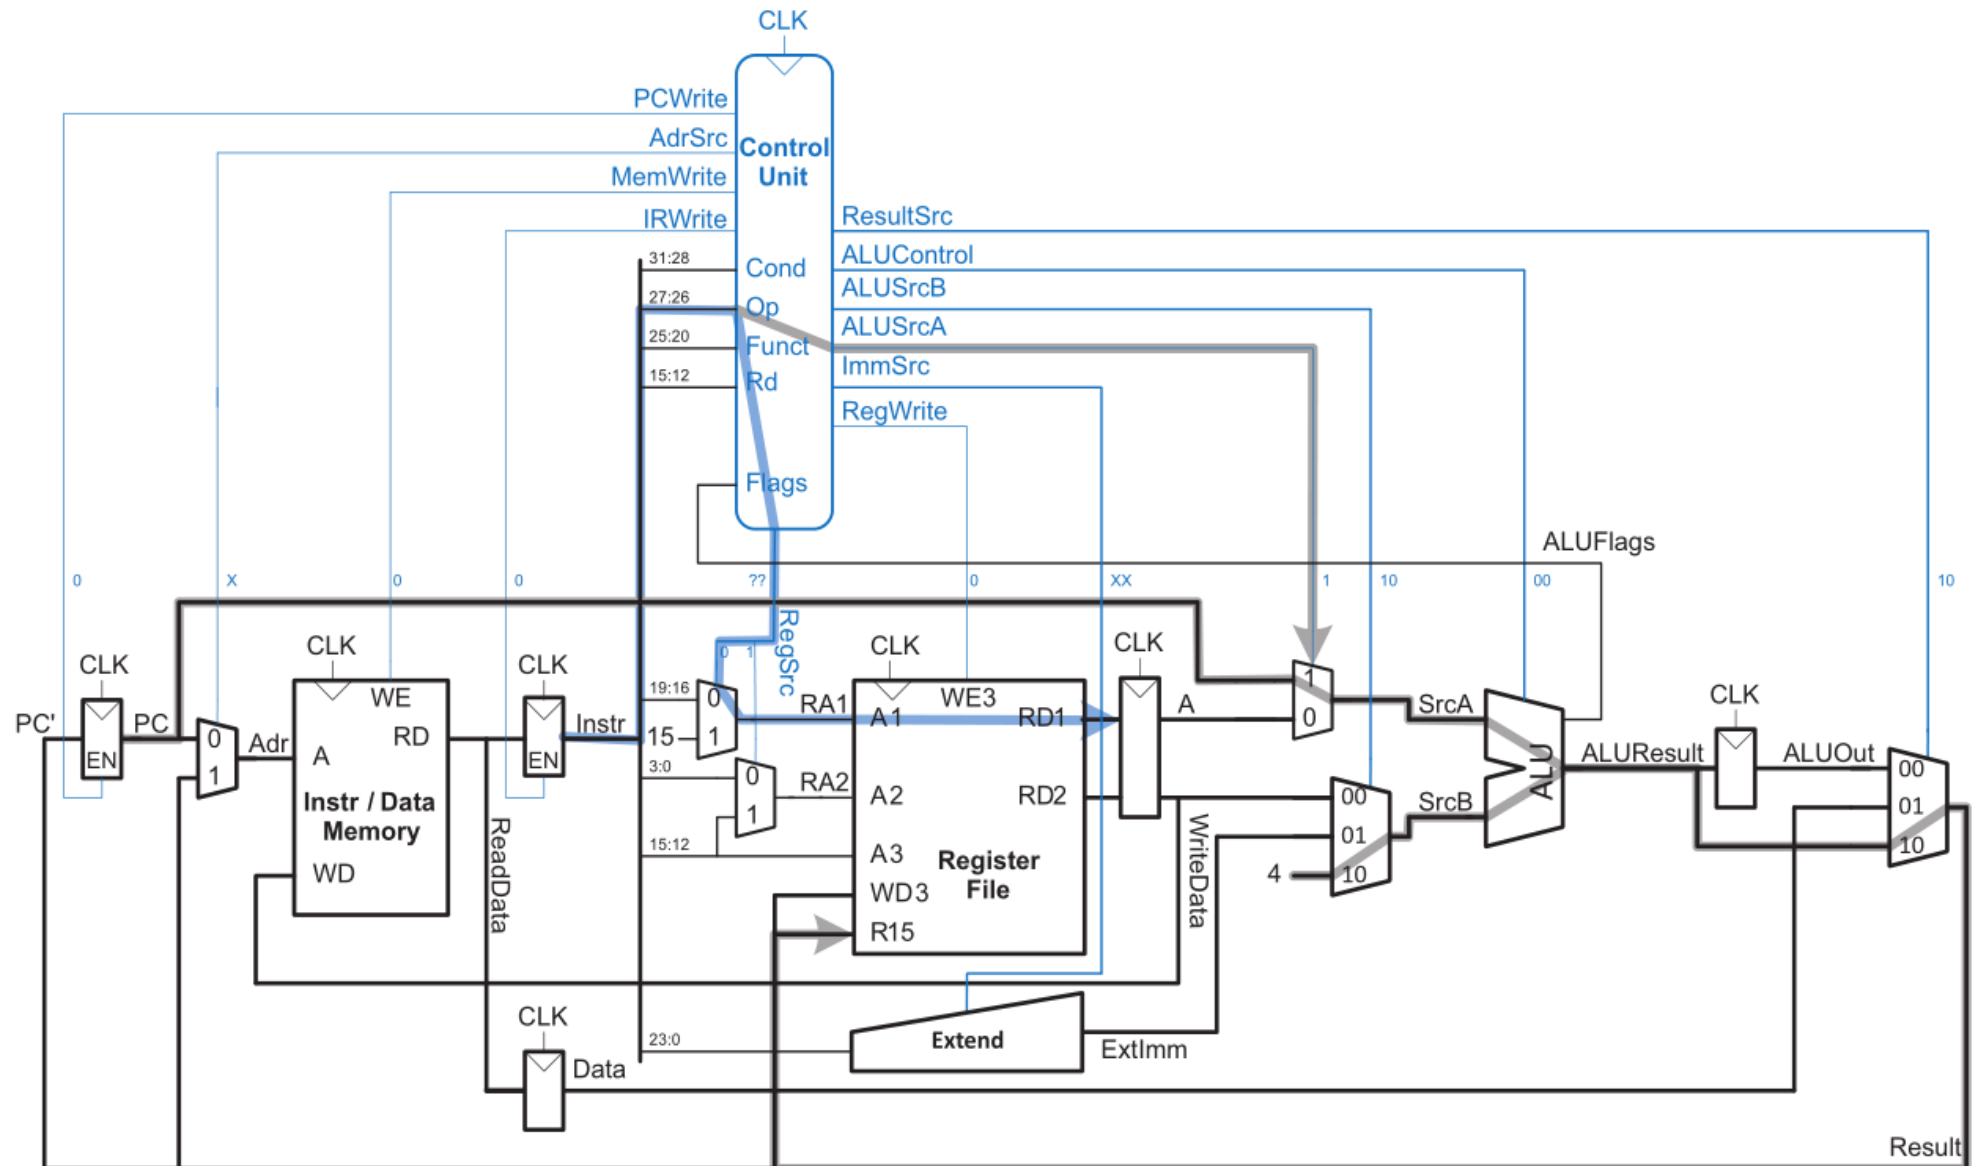 CLK
PCWrite
AdrSrc
Control
Unit
MemWrite
IRWrite
ResultSrc
31:28
Cond
ALUControl
27:26
Op
ALUSrcB
25:20
Funct
ALUSrcA
15:12
Rd
ImmSrc
RegWrite
Flags
ALUFlags
0 X 0 0 ?? 0 XX 1 10 00 10
RegSrc
0 1
CLK
CLK
CLK
CLK
CLK
CLK
PC'
EN
PC
0
1
Adr
WE
A
RD
Instr / Data
Memory
WD
ReadData
EN
Instr
19:16
15
0
1
RA1
3:0
0
1
RA2
15:12
WE3
A1
RD1
A2
RD2
A3
Register
File
WD3
R15
A
WriteData
1
0
SrcA
00
01
10
4
SrcB
ALU
ALUResult
ALUOut
00
01
10
CLK
Data
23:0
Extend
ExtImm
Result